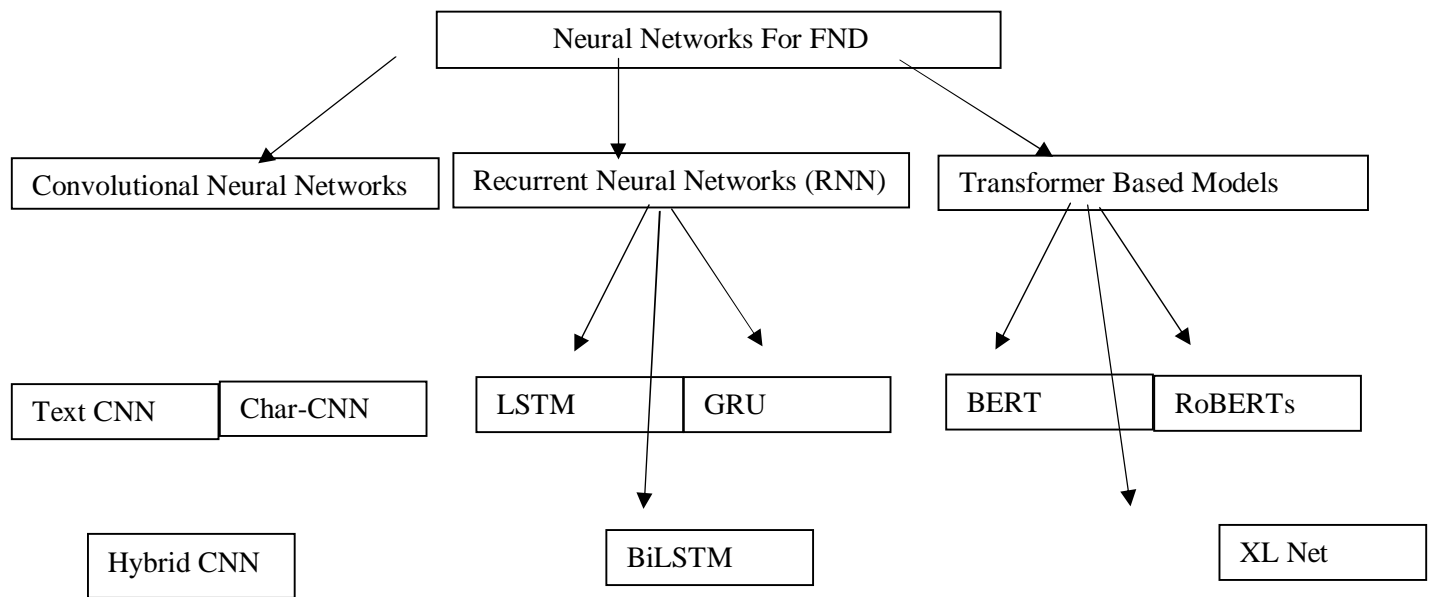 Neural Networks For FND
Convolutional Neural Networks
Recurrent Neural Networks (RNN)
Transformer Based Models
Text CNN
Char-CNN
LSTM
GRU
BERT
RoBERTs
Hybrid CNN
BiLSTM
XL Net